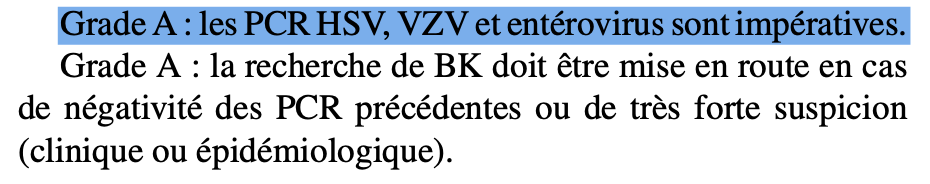 Grade A : les PCR HSV, VZV et entérovirus sont impératives.
Grade A : la recherche de BK doit être mise en route en cas
de négativité des PCR précédentes ou de très forte suspicion
(clinique ou épidémiologique).